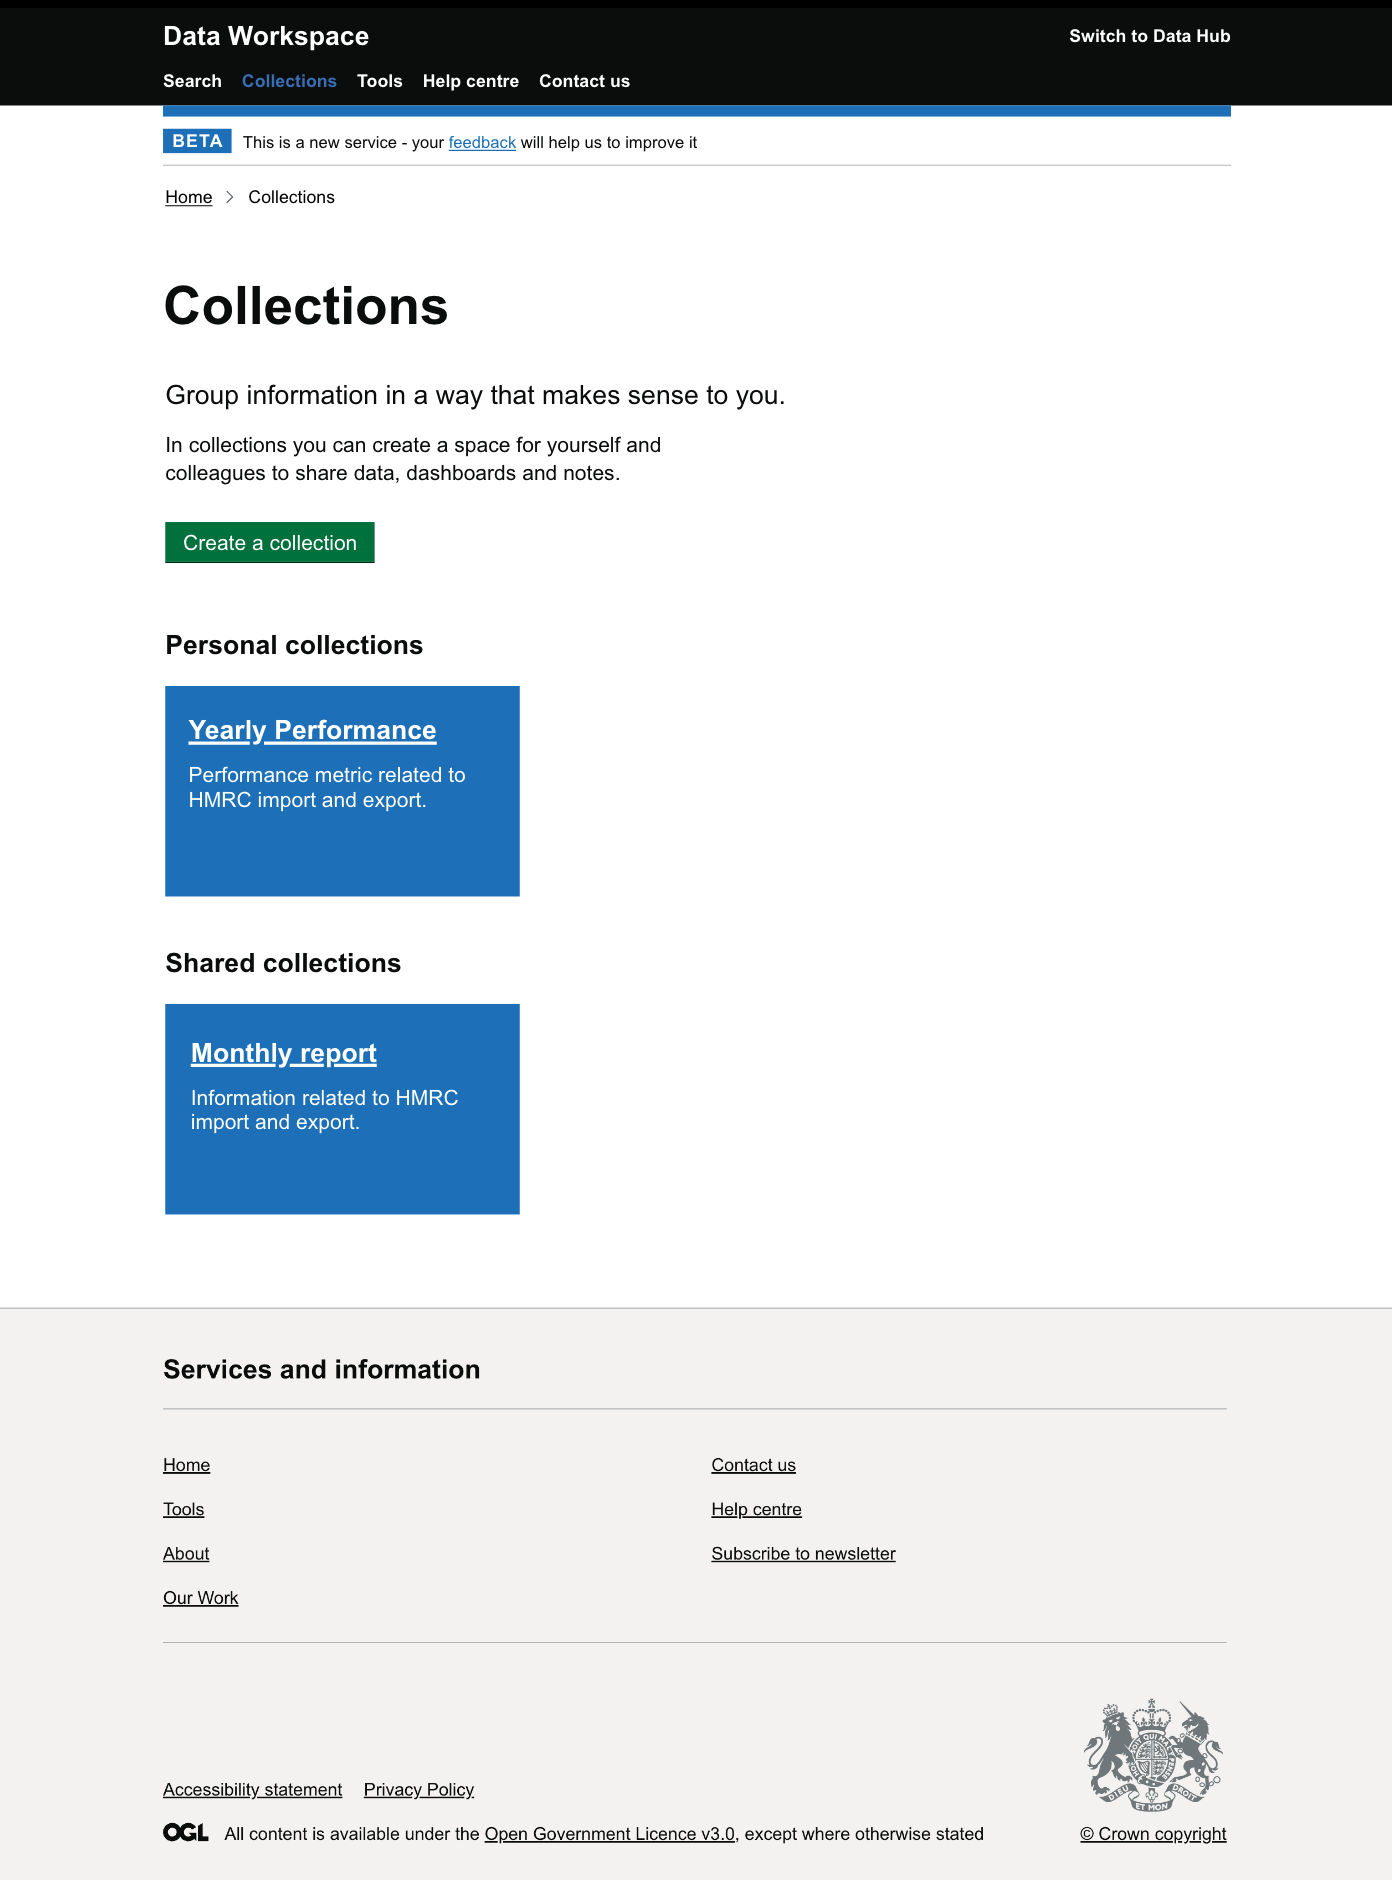 Data Workspace
Switch to Data Hub
Search Collections Tools Help centre Contact us
BETA This is a new service - your feedback will help us to improve it
Home Collections
Collections
Group information in a way that makes sense to you.
In collections you can create a space for yourself and
colleagues to share data, dashboards and notes.
Create a collection
Personal collections
Yearly Performance
Performance metric related to
HMRC import and export.
Shared collections
Monthly report
Information related to HMRC
import and export.
Services and information
Home
Tools
About
Our Work
Contact us
Help centre
Subscribe to newsletter
DIEU ET MON DROIT
Accessibility statement Privacy Policy
OGL All content is available under the Open Government Licence v3.0, except where otherwise stated
© Crown copyright